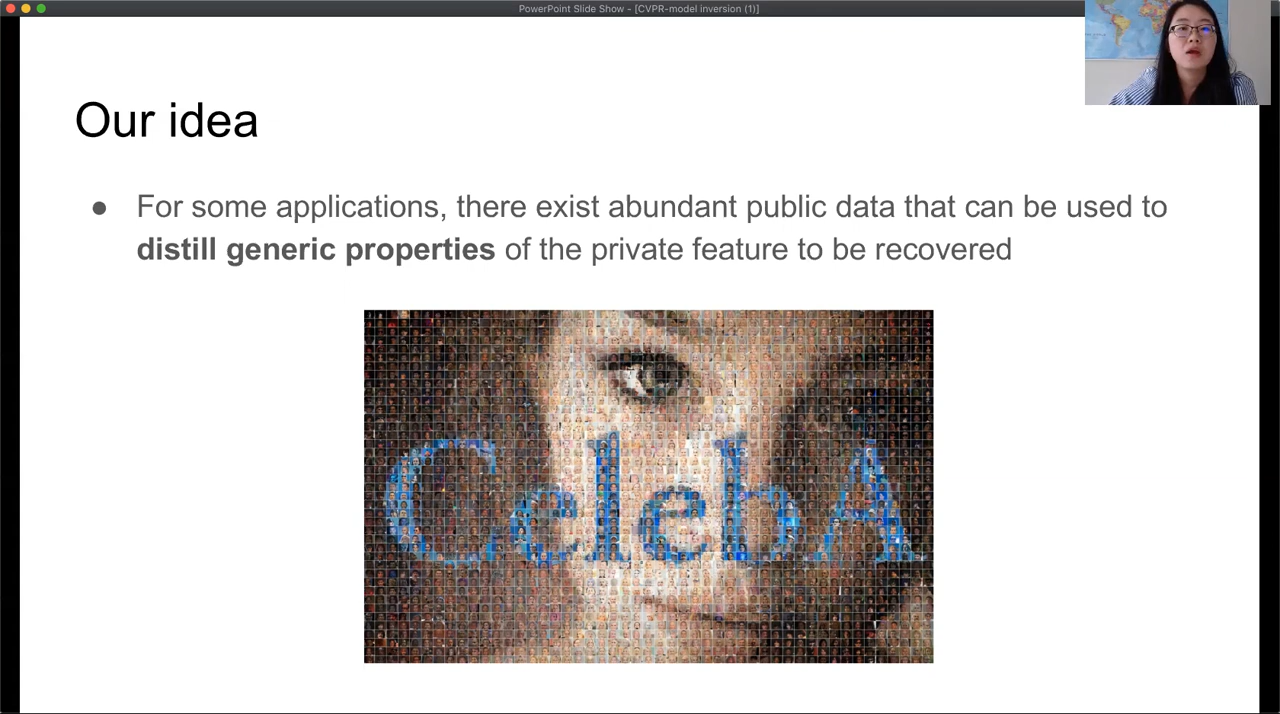 PowerPoint Slide Show - [CVPR-model inversion (1)]
Our idea
● For some applications, there exist abundant public data that can be used to
distill generic properties of the private feature to be recovered
CelebA